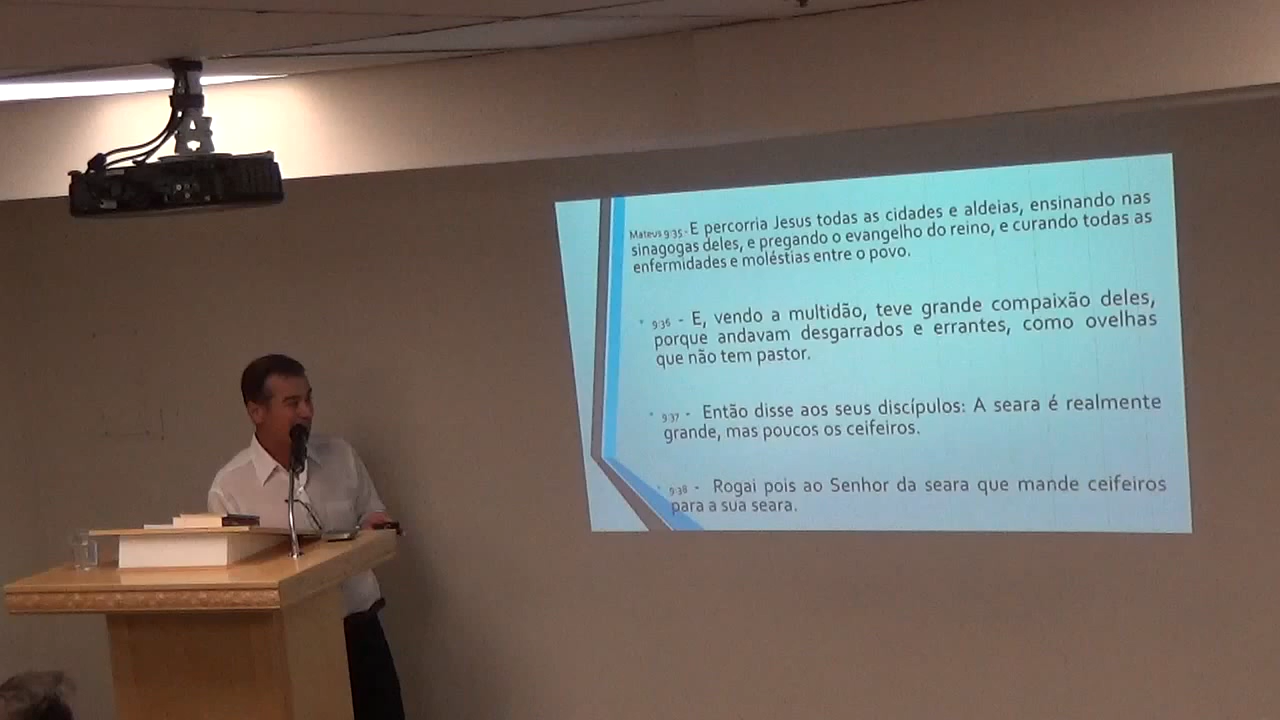 Mateus 9:35 - E percorria Jesus todas as cidades e aldeias, ensinando nas
sinagogas deles, e pregando o evangelho do reino, e curando todas as
enfermidades e moléstias entre o povo.
9:36 - E, vendo a multidão, teve grande compaixão deles,
porque andavam desgarrados e errantes, como ovelhas
que não tem pastor.
9:37 - Então disse aos seus discípulos: A seara é realmente
grande, mas poucos os ceifeiros.
9:38 - Rogai pois ao Senhor da seara que mande ceifeiros
para a sua seara.